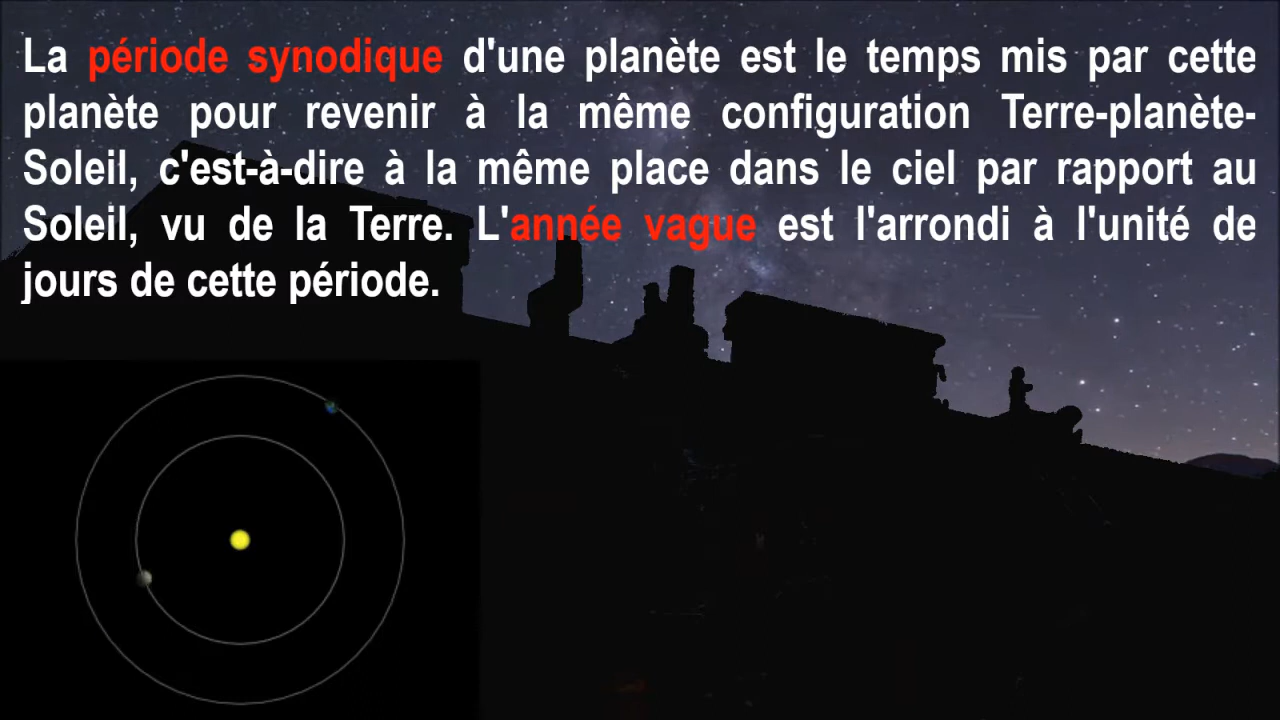 La période synodique d'une planète est le temps mis par cette
planète pour revenir à la même configuration Terre-planète-
Soleil, c'est-à-dire à la même place dans le ciel par rapport au
Soleil, vu de la Terre. L'année vague est l'arrondi à l'unité de
jours de cette période.